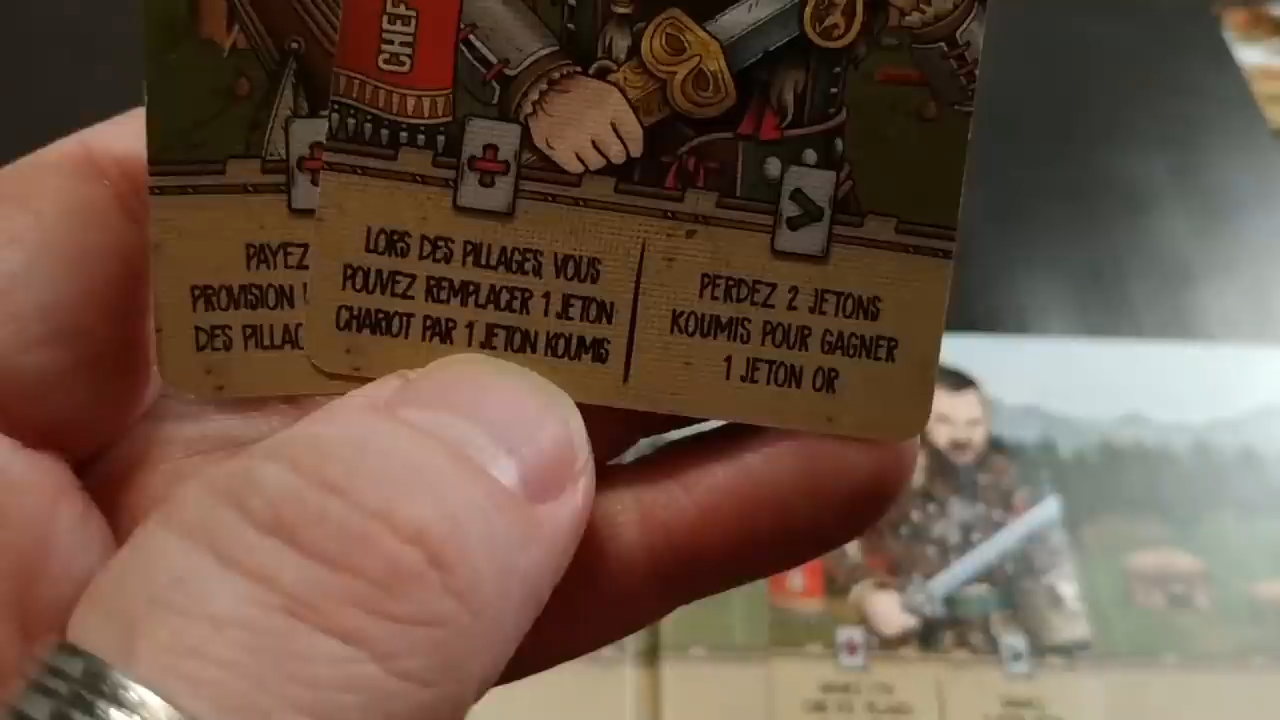 CHEF
PAYEZ
PROVISION
DES PILLAG
LORS DES PILLAGES, VOUS
POUVEZ REMPLACER 1 JETON
CHARIOT PAR 1 JETON KOUMIS
PERDEZ 2 JETONS
KOUMIS POUR GAGNER
1 JETON OR